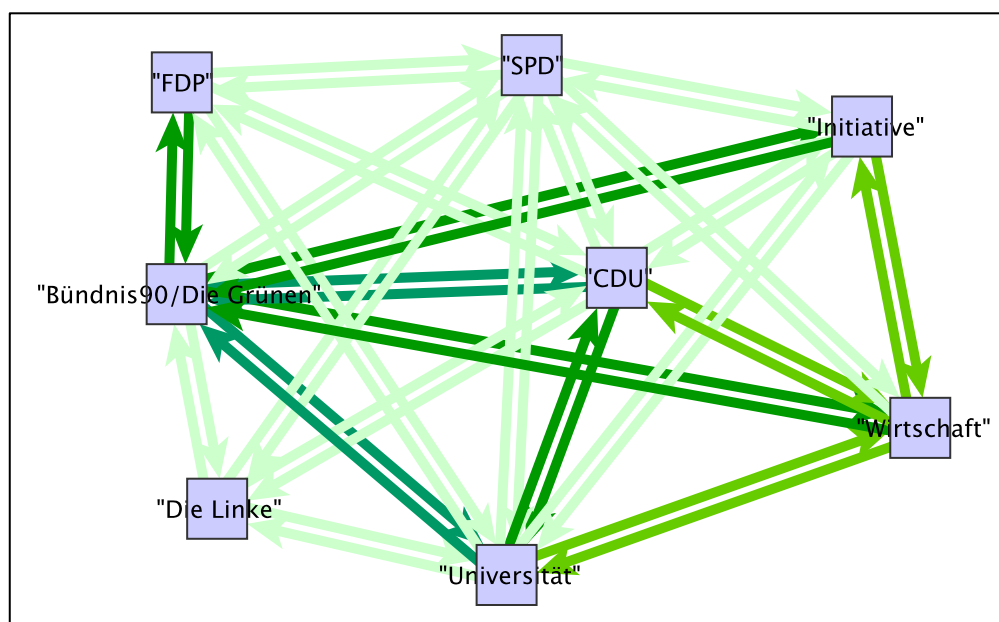 "FDP"
"SPD"
"Initiative"
"CDU"
"Bündnis90/Die Grünen"
"Wirtschaft"
"Die Linke"
"Universität"